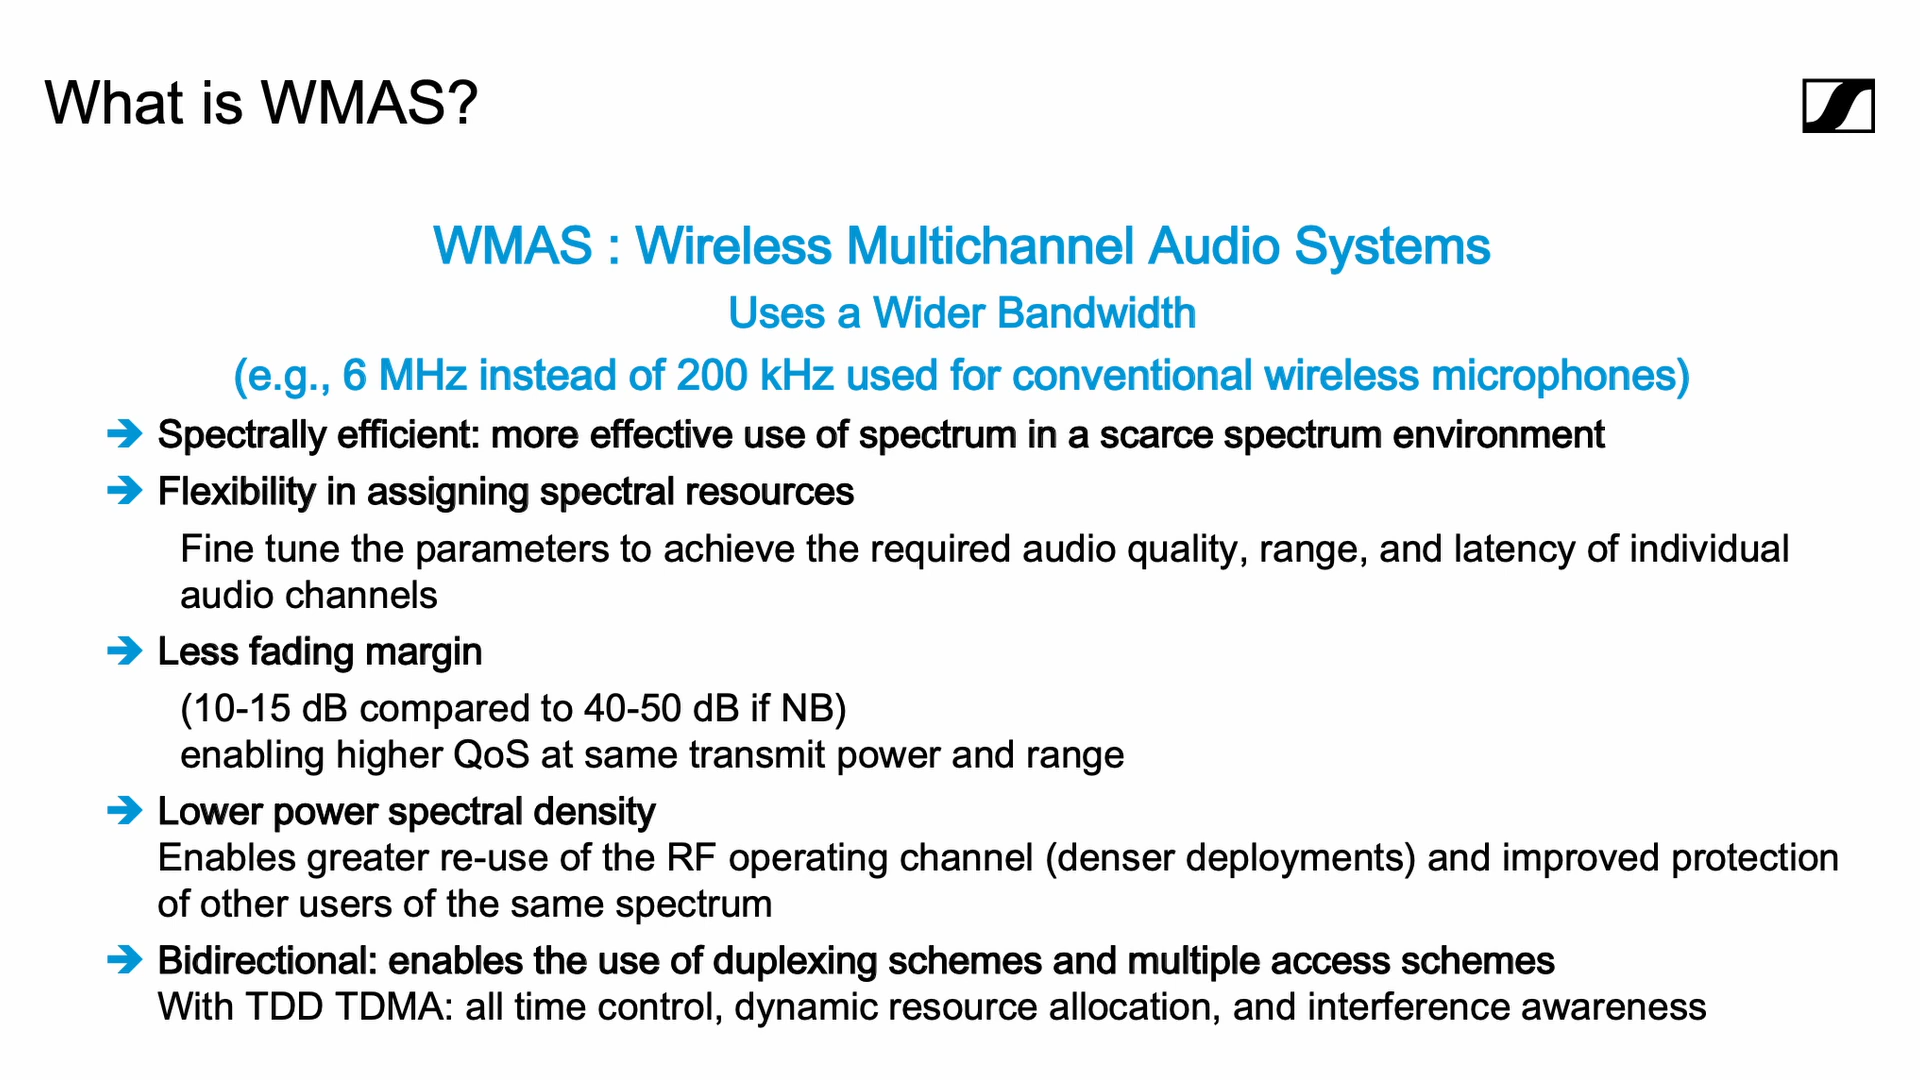 What is WMAS?
WMAS : Wireless Multichannel Audio Systems
Uses a Wider Bandwidth
(e.g., 6 MHz instead of 200 kHz used for conventional wireless microphones)
➔ Spectrally efficient: more effective use of spectrum in a scarce spectrum environment
➔ Flexibility in assigning spectral resources
Fine tune the parameters to achieve the required audio quality, range, and latency of individual
audio channels
➔ Less fading margin
(10-15 dB compared to 40-50 dB if NB)
enabling higher QoS at same transmit power and range
➔ Lower power spectral density
Enables greater re-use of the RF operating channel (denser deployments) and improved protection
of other users of the same spectrum
➔ Bidirectional: enables the use of duplexing schemes and multiple access schemes
With TDD TDMA: all time control, dynamic resource allocation, and interference awareness